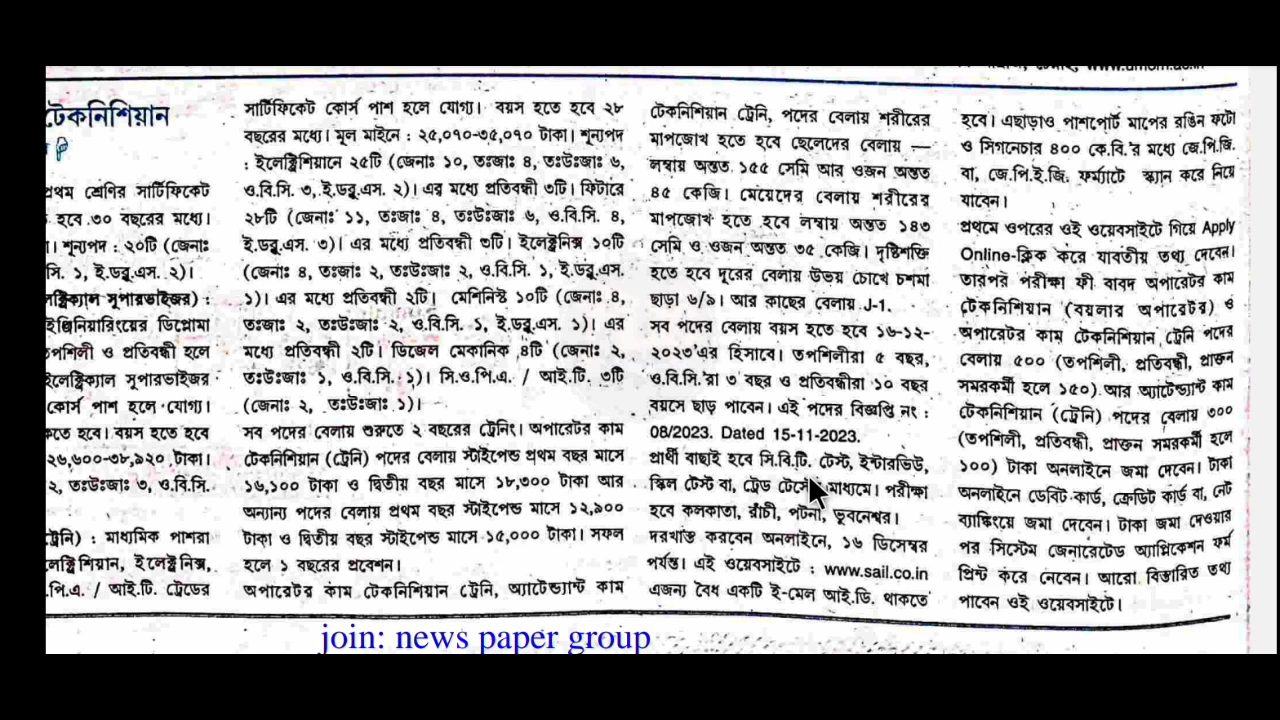 www.amom.ac.in
টেকনিশিয়ান
প্রথম শ্রেণির সার্টিফিকেট
হবে ৩০ বছরের মধ্যে।
। শূন্যপদ : ২০টি (জেনাঃ
সি. ১, ই.ডব্লু.এস. ২)।
লেক্ট্রিক্যাল সুপারভাইজর) :
ইঞ্জিনিয়ারিংয়ের ডিপ্লোমা
তপশিলী ও প্রতিবন্ধী হলে
ইলেক্ট্রিক্যাল সুপারভাইজর
কোর্স পাশ হলে যোগ্য।
হতে হবে। বয়স হতে হবে
২৬,৬০০-৩৮,৯২০ টাকা।
২, তঃউঃজাঃ ৩, ও.বি.সি.
ট্রেনি) : মাধ্যমিক পাশরা
লেক্ট্রিশিয়ান, ইলেক্ট্রনিক্স,
.পি.এ. / আই.টি. ট্রেডের
সার্টিফিকেট কোর্স পাশ হলে যোগ্য। বয়স হতে হবে ২৮
বছরের মধ্যে। মূল মাইনে : ২৫,০৭০-৩৫,০৭০ টাকা। শূন্যপদ
: ইলেক্ট্রিশিয়ানে ২৫টি (জেনাঃ ১০, তঃজাঃ ৪, তঃউঃজাঃ ৬,
ও.বি.সি. ৩, ই.ডব্লু.এস. ২)। এর মধ্যে প্রতিবন্ধী ৩টি। ফিটারে
২৮টি (জেনাঃ ১১, তঃজাঃ ৪, তঃউঃজাঃ ৬, ও.বি.সি. ৪,
ই.ডব্লু.এস. ৩)। এর মধ্যে প্রতিবন্ধী ৩টি। ইলেক্ট্রনিক্স ১০টি
(জেনাঃ ৪, তঃজাঃ ২, তঃউঃজাঃ ২, ও.বি.সি. ১, ই.ডব্লু.এস.
১)। এর মধ্যে প্রতিবন্ধী ২টি। মেশিনিস্ট ১০টি (জেনাঃ ৪,
তঃজাঃ ২, তঃউঃজাঃ ২, ও.বি.সি. ১, ই.ডব্লু.এস. ১)। এর
মধ্যে প্রতিবন্ধী ২টি। ডিজেল মেকানিক ৪টি (জেনাঃ ২,
তঃউঃজাঃ ১, ও.বি.সি. ১)। সি.ও.পি.এ. / আই.টি. ৩টি
(জেনাঃ ২, তঃউঃজাঃ ১)।
সব পদের বেলায় শুরুতে ২ বছরের ট্রেনিং। অপারেটর কাম
টেকনিশিয়ান (ট্রেনি) পদের বেলায় স্টাইপেন্ড প্রথম বছর মাসে
১৬,১০০ টাকা ও দ্বিতীয় বছর মাসে ১৮,৩০০ টাকা আর
অন্যান্য পদের বেলায় প্রথম বছর স্টাইপেন্ড মাসে ১২,৯০০
টাকা ও দ্বিতীয় বছর স্টাইপেন্ড মাসে ১৫,০০০ টাকা। সফল
হলে ১ বছরের প্রবেশন।
অপারেটর কাম টেকনিশিয়ান ট্রেনি, অ্যাটেন্ড্যান্ট কাম
টেকনিশিয়ান ট্রেনি, পদের বেলায় শরীরের
মাপজোখ হতে হবে ছেলেদের বেলায় —
লম্বায় অন্তত ১৫৫ সেমি আর ওজন অন্তত
৪৫ কেজি। মেয়েদের বেলায় শরীরের
মাপজোখ হতে হবে লম্বায় অন্তত ১৪৩
সেমি ও ওজন অন্তত ৩৫ কেজি। দৃষ্টিশক্তি
হতে হবে দূরের বেলায় উভয় চোখে চশমা
ছাড়া ৬/৯। আর কাছের বেলায় J-1.
সব পদের বেলায় বয়স হতে হবে ১৬-১২-
২০২৩'এর হিসাবে। তপশিলীরা ৫ বছর,
ও.বি.সি.'রা ৩ বছর ও প্রতিবন্ধীরা ১০ বছর
বয়সে ছাড় পাবেন। এই পদের বিজ্ঞপ্তি নং :
08/2023. Dated 15-11-2023.
প্রার্থী বাছাই হবে সি.বি.টি. টেস্ট, ইন্টারভিউ,
স্কিল টেস্ট বা, ট্রেড টেস্টের মাধ্যমে। পরীক্ষা
হবে কলকাতা, রাঁচী, পটনা, ভুবনেশ্বর।
দরখাস্ত করবেন অনলাইনে, ১৬ ডিসেম্বর
পর্যন্ত। এই ওয়েবসাইটে : www.sail.co.in
এজন্য বৈধ একটি ই-মেল আই.ডি. থাকতে
হবে। এছাড়াও পাশপোর্ট মাপের রঙিন ফটো
ও সিগনেচার ৪০০ কে.বি.'র মধ্যে জে.পি.জি.
বা, জে.পি.ই.জি. ফর্ম্যাটে স্ক্যান করে নিয়ে
যাবেন।
প্রথমে ওপরের ওই ওয়েবসাইটে গিয়ে Apply
Online-ক্লিক করে যাবতীয় তথ্য দেবেন।
তারপর পরীক্ষা ফী বাবদ অপারেটর কাম
টেকনিশিয়ান (বয়লার অপারেটর) ও
অপারেটর কাম টেকনিশিয়ান ট্রেনি পদের
বেলায় ৫০০ (তপশিলী, প্রতিবন্ধী, প্রাক্তন
সমরকর্মী হলে ১৫০) আর অ্যাটেন্ড্যান্ট কাম
টেকনিশিয়ান (ট্রেনি) পদের বেলায় ৩০০
(তপশিলী, প্রতিবন্ধী, প্রাক্তন সমরকর্মী হলে
১০০) টাকা অনলাইনে জমা দেবেন। টাকা
অনলাইনে ডেবিট কার্ড, ক্রেডিট কার্ড বা, নেট
ব্যাঙ্কিংয়ে জমা দেবেন। টাকা জমা দেওয়ার
পর সিস্টেম জেনারেটেড অ্যাপ্লিকেশন ফর্ম
প্রিন্ট করে নেবেন। আরো বিস্তারিত তথ্য
পাবেন ওই ওয়েবসাইটে।
join: news paper group